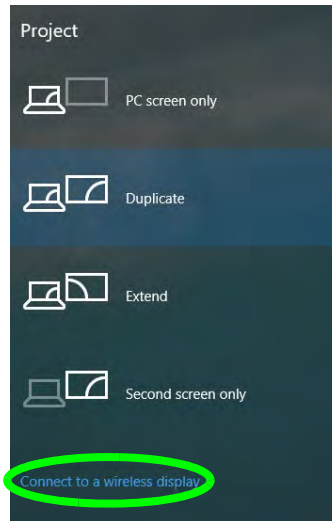 Project
PC screen only
Duplicate
Extend
Second screen only
Connect to a wireless display